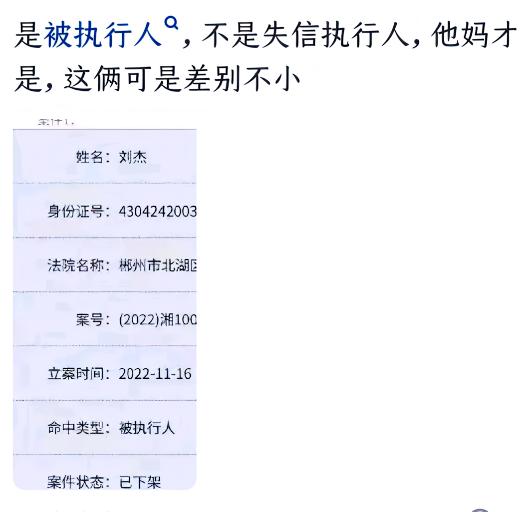 是被执行人，不是失信执行人，他妈才
是，这俩可是差别不小
姓名：刘杰
身份证号：4304242003
法院名称：郴州市北湖区
案号：(2022)湘100
立案时间：2022-11-16
命中类型：被执行人
案件状态：已下架